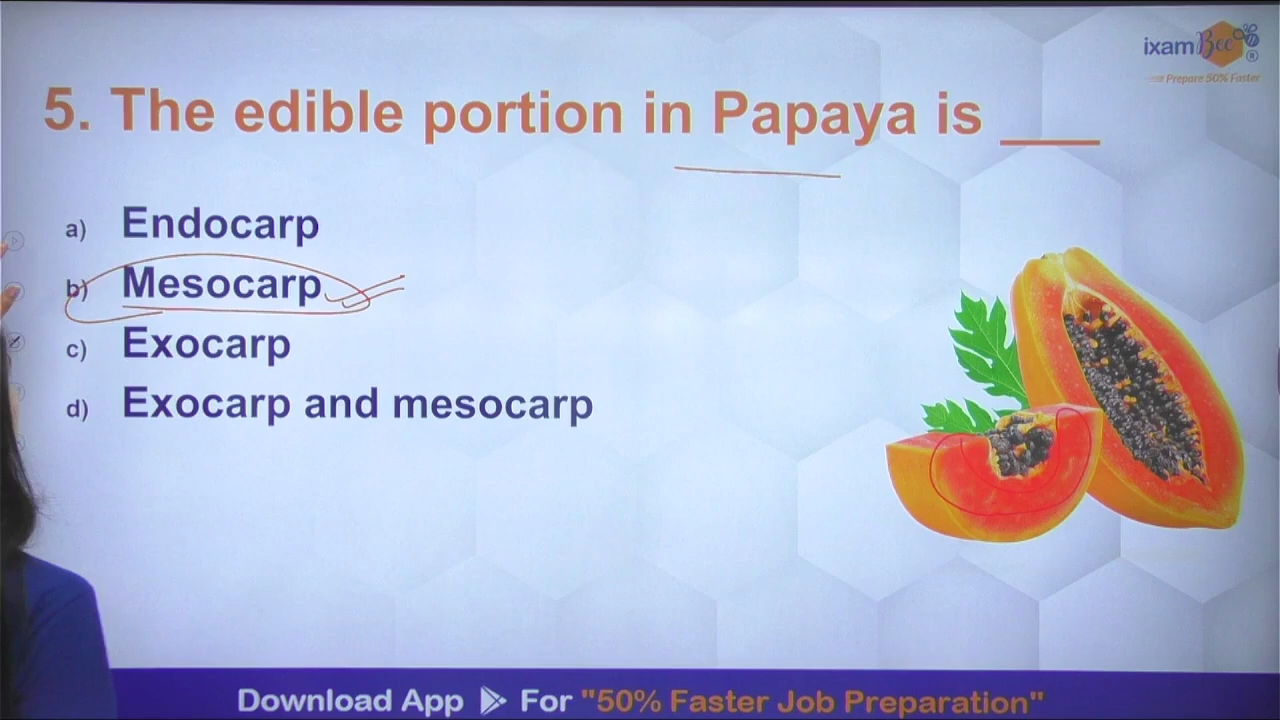 ixamBee
Prepare 50% Faster
5. The edible portion in Papaya is ___
a) Endocarp
b) Mesocarp
c) Exocarp
d) Exocarp and mesocarp
Download App For "50% Faster Job Preparation"